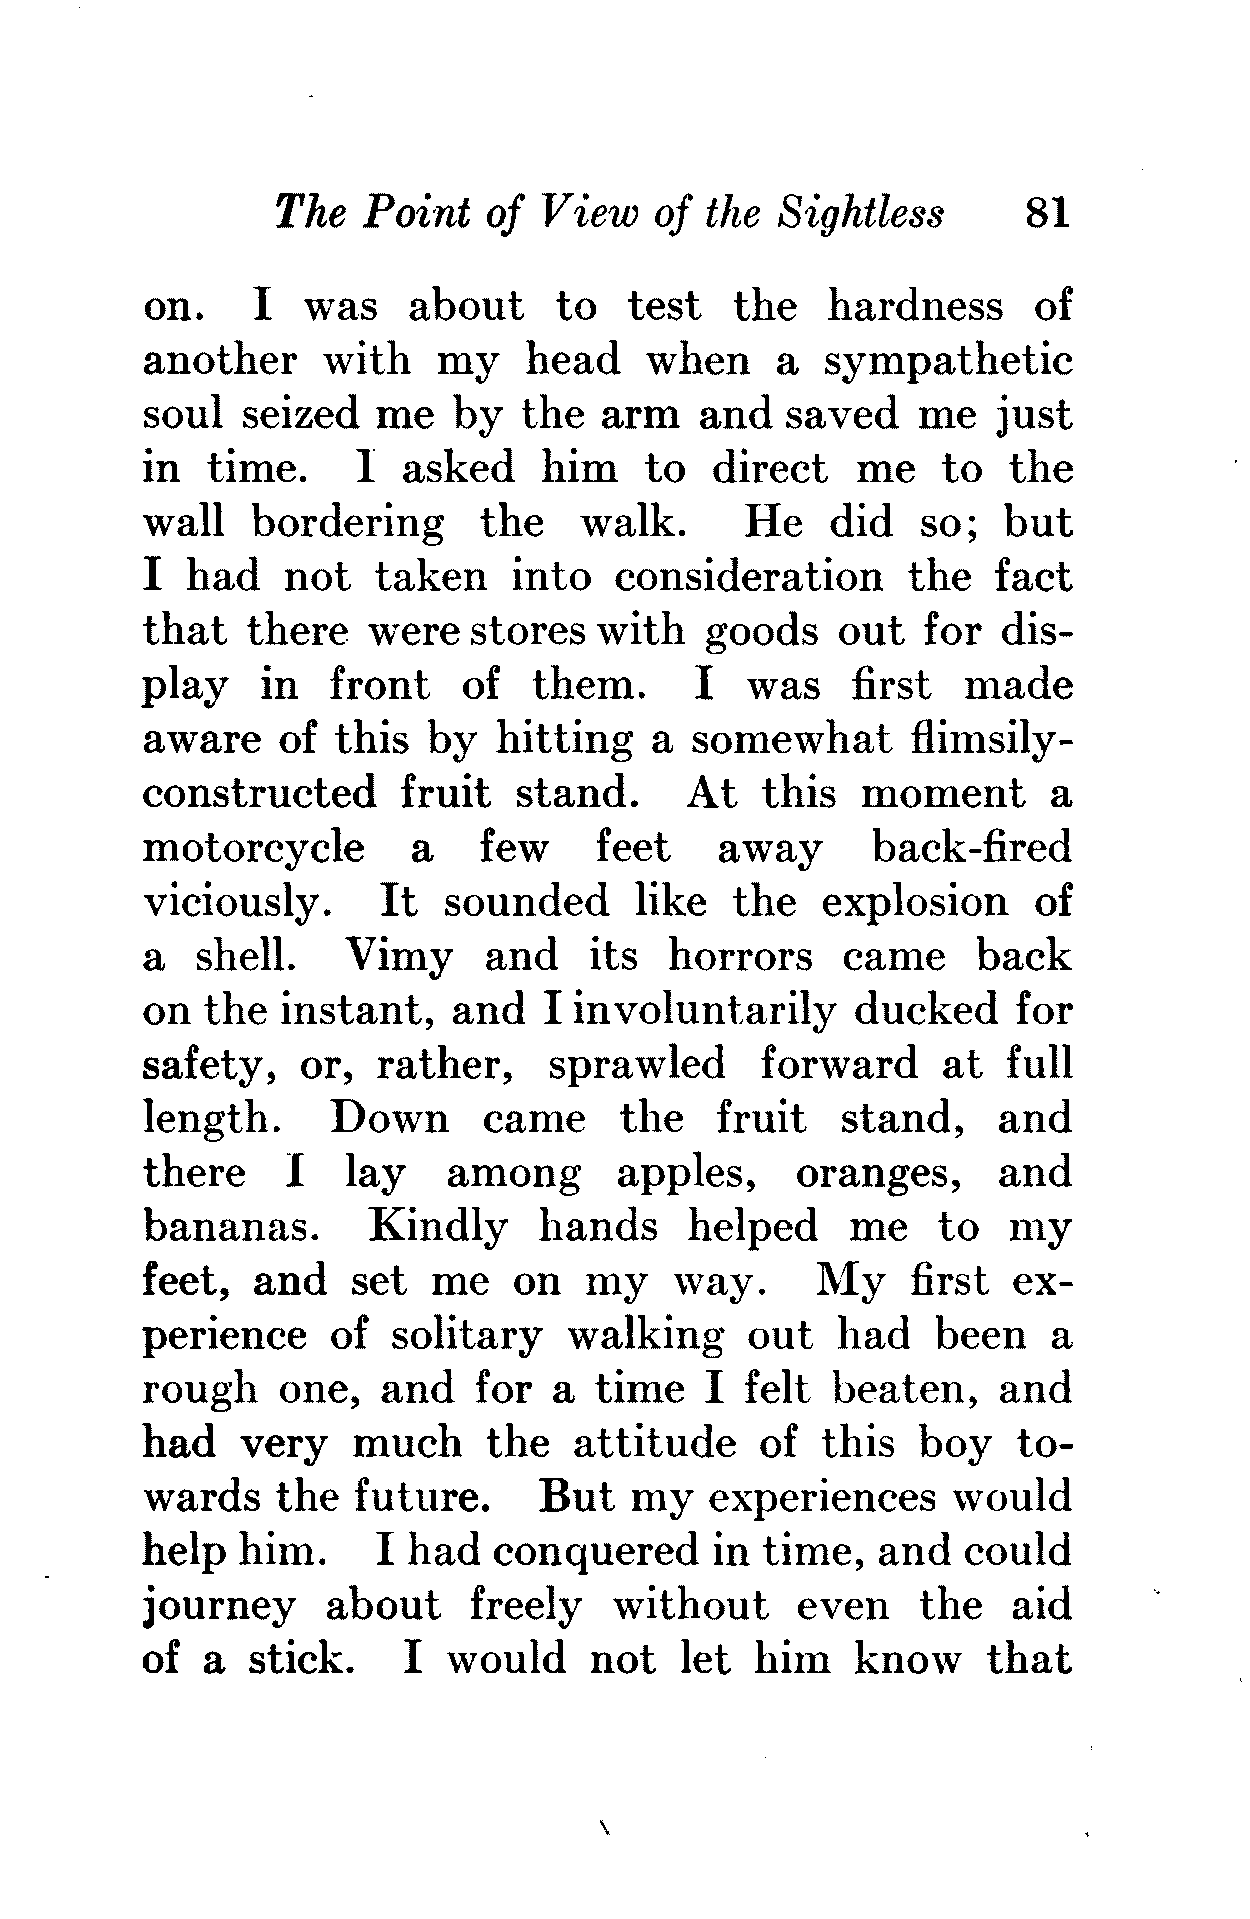 The Point of View of the Sightless 81
on. I was about to test the hardness of
another with my head when a sympathetic
soul seized me by the arm and saved me just
in time. I asked him to direct me to the
wall bordering the walk. He did so; but
I had not taken into consideration the fact
that there were stores with goods out for dis-
play in front of them. I was first made
aware of this by hitting a somewhat flimsily-
constructed fruit stand. At this moment a
motorcycle a few feet away back-fired
viciously. It sounded like the explosion of
a shell. Vimy and its horrors came back
on the instant, and I involuntarily ducked for
safety, or, rather, sprawled forward at full
length. Down came the fruit stand, and
there I lay among apples, oranges, and
bananas. Kindly hands helped me to my
feet, and set me on my way. My first ex-
perience of solitary walking out had been a
rough one, and for a time I felt beaten, and
had very much the attitude of this boy to-
wards the future. But my experiences would
help him. I had conquered in time, and could
journey about freely without even the aid
of a stick. I would not let him know that